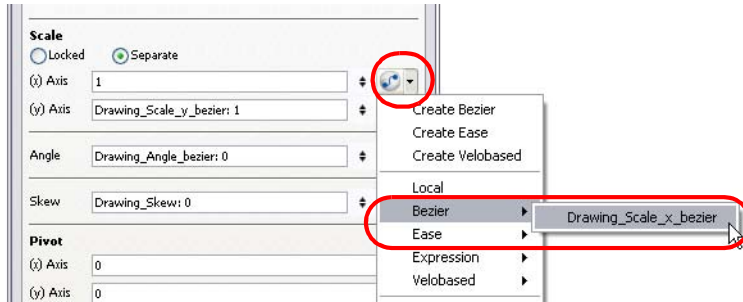 Scale
Locked Separate
(x) Axis 1
(y) Axis Drawing_Scale_y_bezier: 1
Angle Drawing_Angle_bezier: 0
Skew Drawing_Skew: 0
Pivot
(x) Axis 0
(y) Axis 0
Create Bezier
Create Ease
Create Velobased
Local
Bezier
Drawing_Scale_x_bezier
Ease
Expression
Velobased